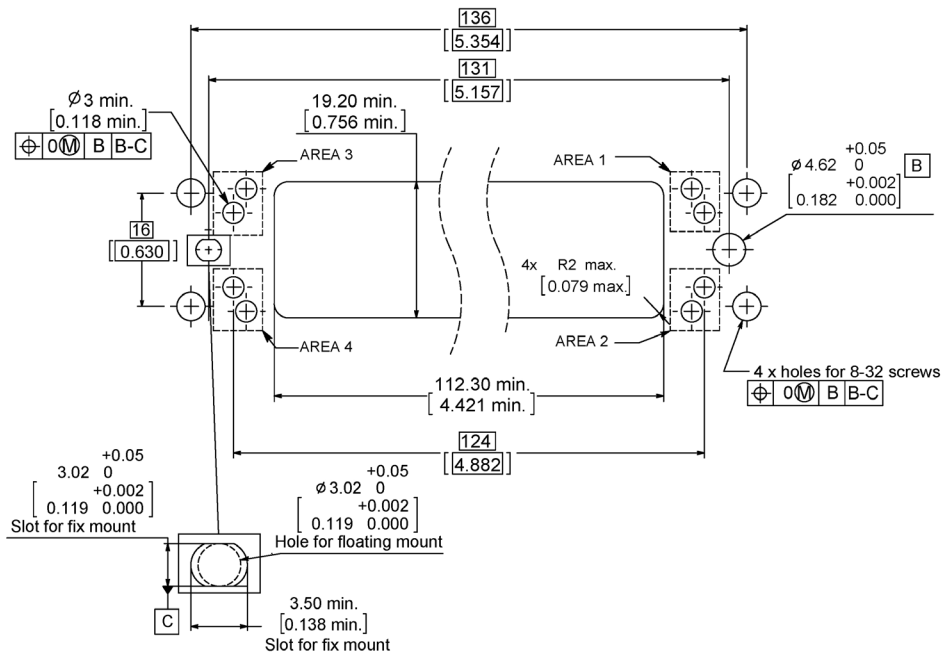 136
[5.354]
131
[5.157]
19.20 min.
[0.756 min.]
Ø3 min.
[0.118 min.]
⌖ 0Ⓜ B B-C
AREA 3
AREA 1
+0.05
Ø4.62 0
+0.002
[0.182 0.000]
B
16
[0.630]
4x R2 max.
[0.079 max.]
AREA 4
AREA 2
4 x holes for 8-32 screws
⌖ 0Ⓜ B B-C
112.30 min.
[4.421 min.]
124
[4.882]
+0.05
3.02 0
+0.002
[0.119 0.000]
Slot for fix mount
+0.05
Ø3.02 0
+0.002
[0.119 0.000]
Hole for floating mount
C
3.50 min.
[0.138 min.]
Slot for fix mount